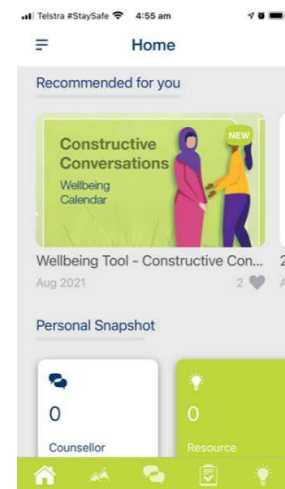 Telstra #StaySafe 4:55 am
Home
Recommended for you
NEW
Constructive
Conversations
Wellbeing
Calendar
Wellbeing Tool - Constructive Con...
Aug 2021 2
Personal Snapshot
0 0
Counsellor Resource